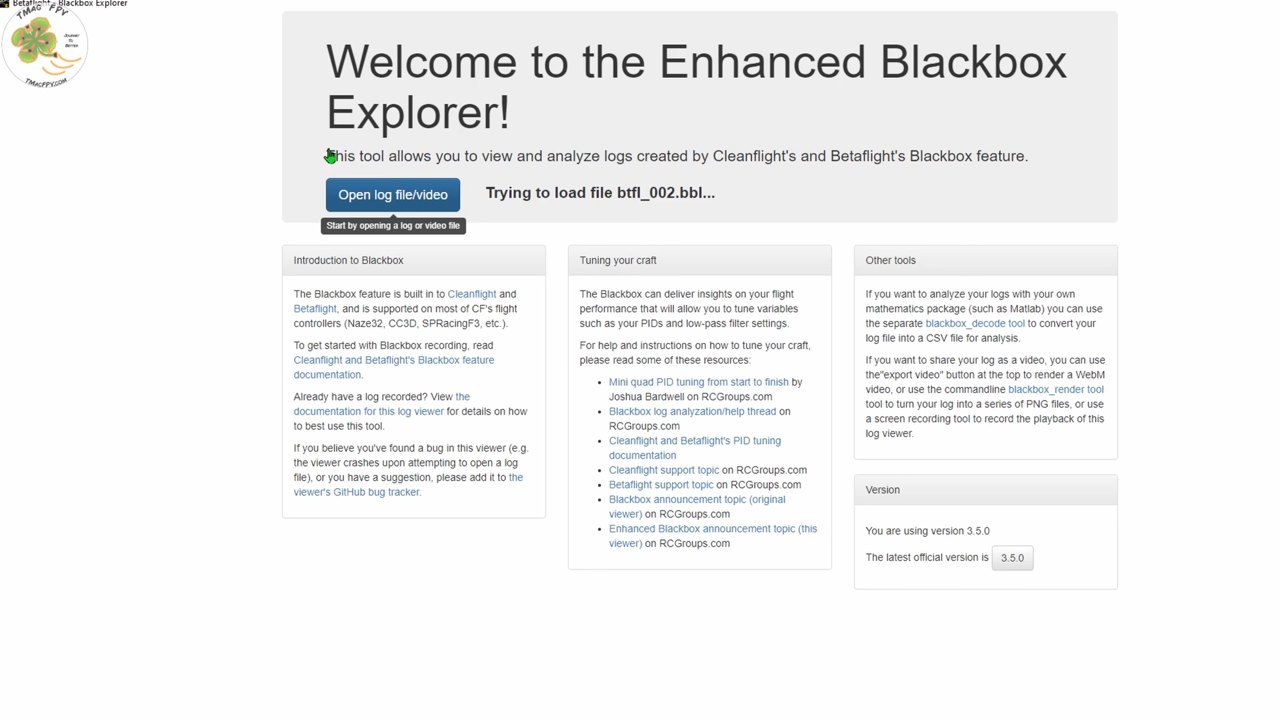 Betaflight - Blackbox Explorer
TMac FPV
Journey
To
Better
TMacFPV.com
Welcome to the Enhanced Blackbox
Explorer!
This tool allows you to view and analyze logs created by Cleanflight's and Betaflight's Blackbox feature.
Open log file/video
Trying to load file btfl_002.bbl...
Start by opening a log or video file
Introduction to Blackbox
The Blackbox feature is built in to Cleanflight and
Betaflight, and is supported on most of CF's flight
controllers (Naze32, CC3D, SPRacingF3, etc.).
To get started with Blackbox recording, read
Cleanflight and Betaflight's Blackbox feature
documentation.
Already have a log recorded? View the
documentation for this log viewer for details on how
to best use this tool.
If you believe you've found a bug in this viewer (e.g.
the viewer crashes upon attempting to open a log
file), or you have a suggestion, please add it to the
viewer's GitHub bug tracker.
Tuning your craft
The Blackbox can deliver insights on your flight
performance that will allow you to tune variables
such as your PIDs and low-pass filter settings.
For help and instructions on how to tune your craft,
please read some of these resources:
• Mini quad PID tuning from start to finish by
Joshua Bardwell on RCGroups.com
• Blackbox log analyzation/help thread on
RCGroups.com
• Cleanflight and Betaflight's PID tuning
documentation
• Cleanflight support topic on RCGroups.com
• Betaflight support topic on RCGroups.com
• Blackbox announcement topic (original
viewer) on RCGroups.com
• Enhanced Blackbox announcement topic (this
viewer) on RCGroups.com
Other tools
If you want to analyze your logs with your own
mathematics package (such as Matlab) you can use
the separate blackbox_decode tool to convert your
log file into a CSV file for analysis.
If you want to share your log as a video, you can use
the"export video" button at the top to render a WebM
video, or use the commandline blackbox_render tool
tool to turn your log into a series of PNG files, or use
a screen recording tool to record the playback of this
log viewer.
Version
You are using version 3.5.0
The latest official version is 3.5.0